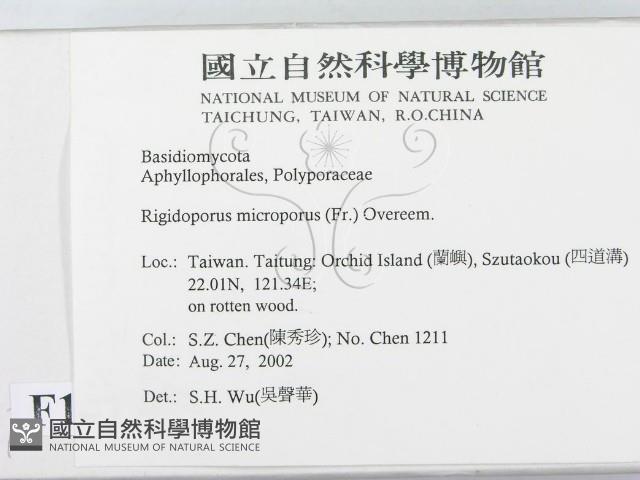 國立自然科學博物館
NATIONAL MUSEUM OF NATURAL SCIENCE
TAICHUNG, TAIWAN, R.O.CHINA
Basidiomycota
Aphyllophorales, Polyporaceae
Rigidoporus microporus (Fr.) Overeem.
Loc.: Taiwan. Taitung: Orchid Island (蘭嶼), Szutaokou (四道溝)
22.01N, 121.34E;
on rotten wood.
Col.: S.Z. Chen(陳秀珍); No. Chen 1211
Date: Aug. 27, 2002
Det.: S.H. Wu(吳聲華)
國立自然科學博物館
NATIONAL MUSEUM OF NATURAL SCIENCE